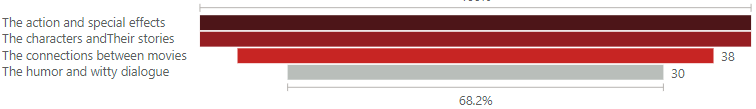 The action and special effects
The characters andTheir stories
The connections between movies
38
The humor and witty dialogue
30
68.2%